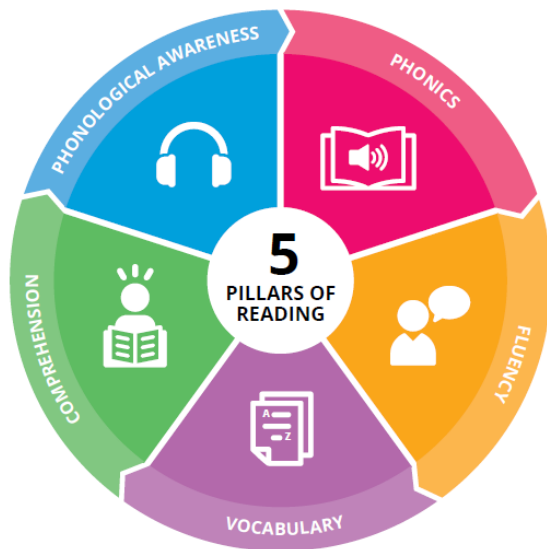 PHONOLOGICAL AWARENESS
PHONICS
5
PILLARS OF
READING
COMPREHENSION
FLUENCY
A
Z
VOCABULARY